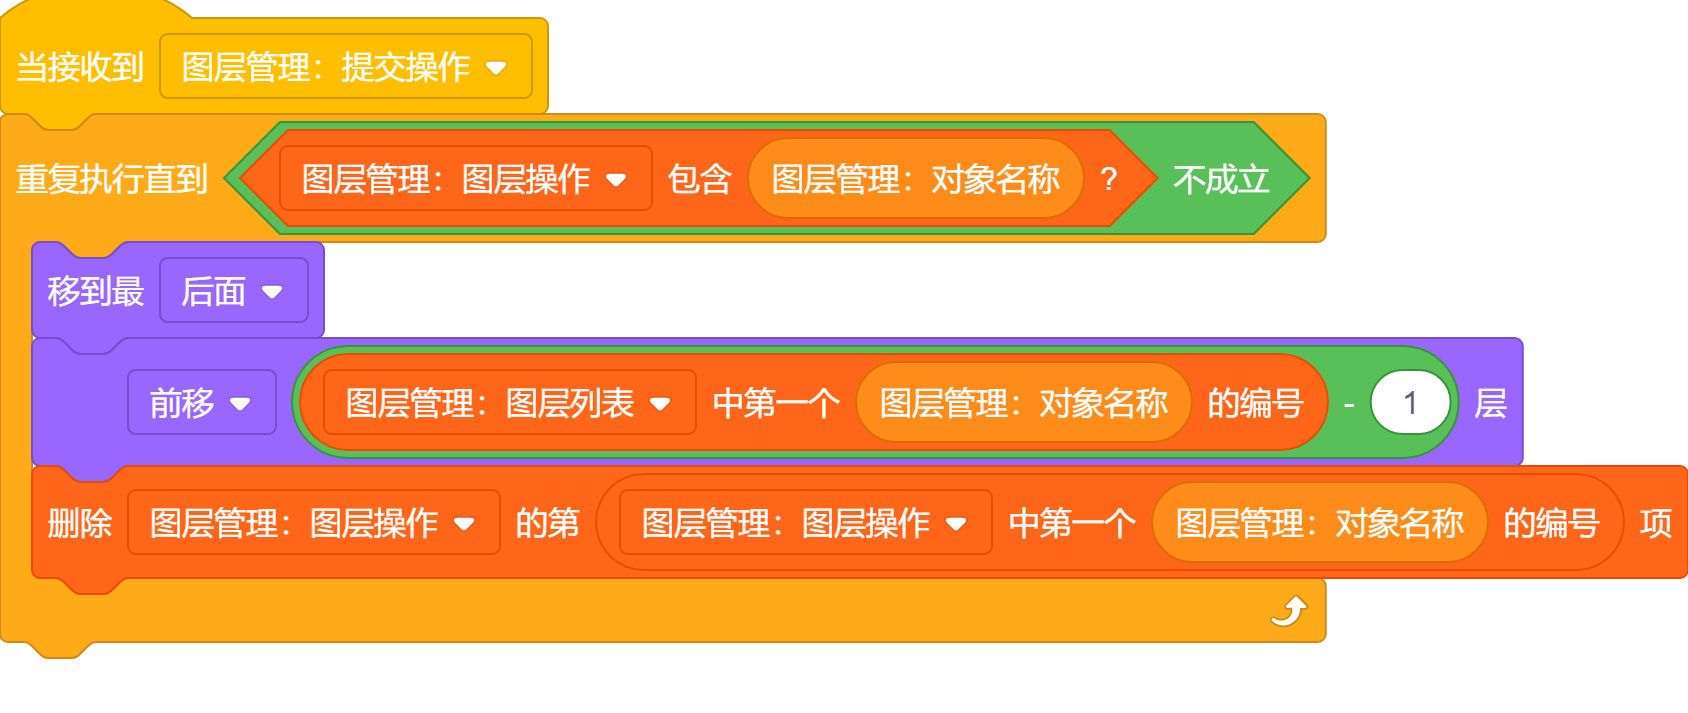 当接收到 图层管理：提交操作
重复执行直到 图层管理：图层操作 包含 图层管理：对象名称 ? 不成立
移到最 后面
前移 图层管理：图层列表 中第一个 图层管理：对象名称 的编号 - 1 层
删除 图层管理：图层操作 的第 图层管理：图层操作 中第一个 图层管理：对象名称 的编号 项